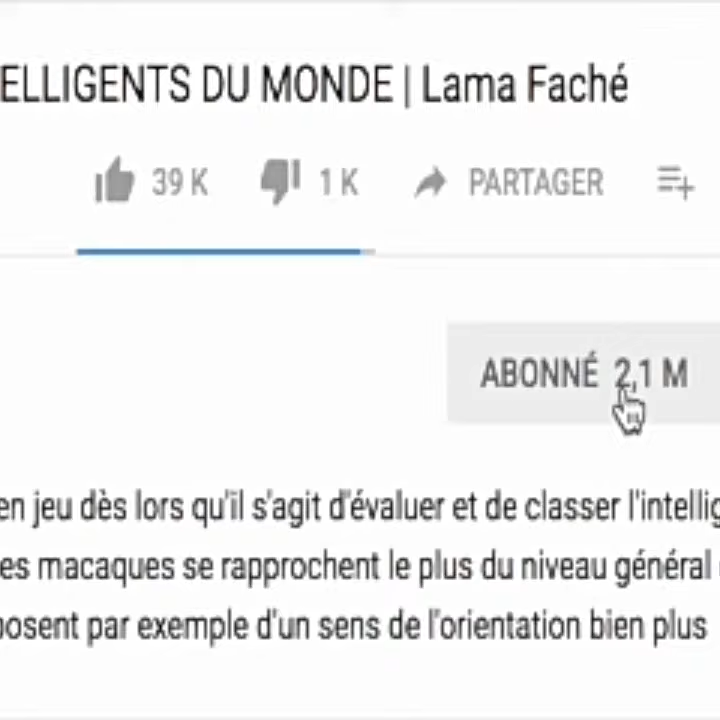 ELLIGENTS DU MONDE | Lama Faché
39 K 1 K PARTAGER
ABONNÉ 2,1 M
en jeu dès lors qu'il s'agit d'évaluer et de classer l'intellig
es macaques se rapprochent le plus du niveau général
posent par exemple d'un sens de l'orientation bien plus